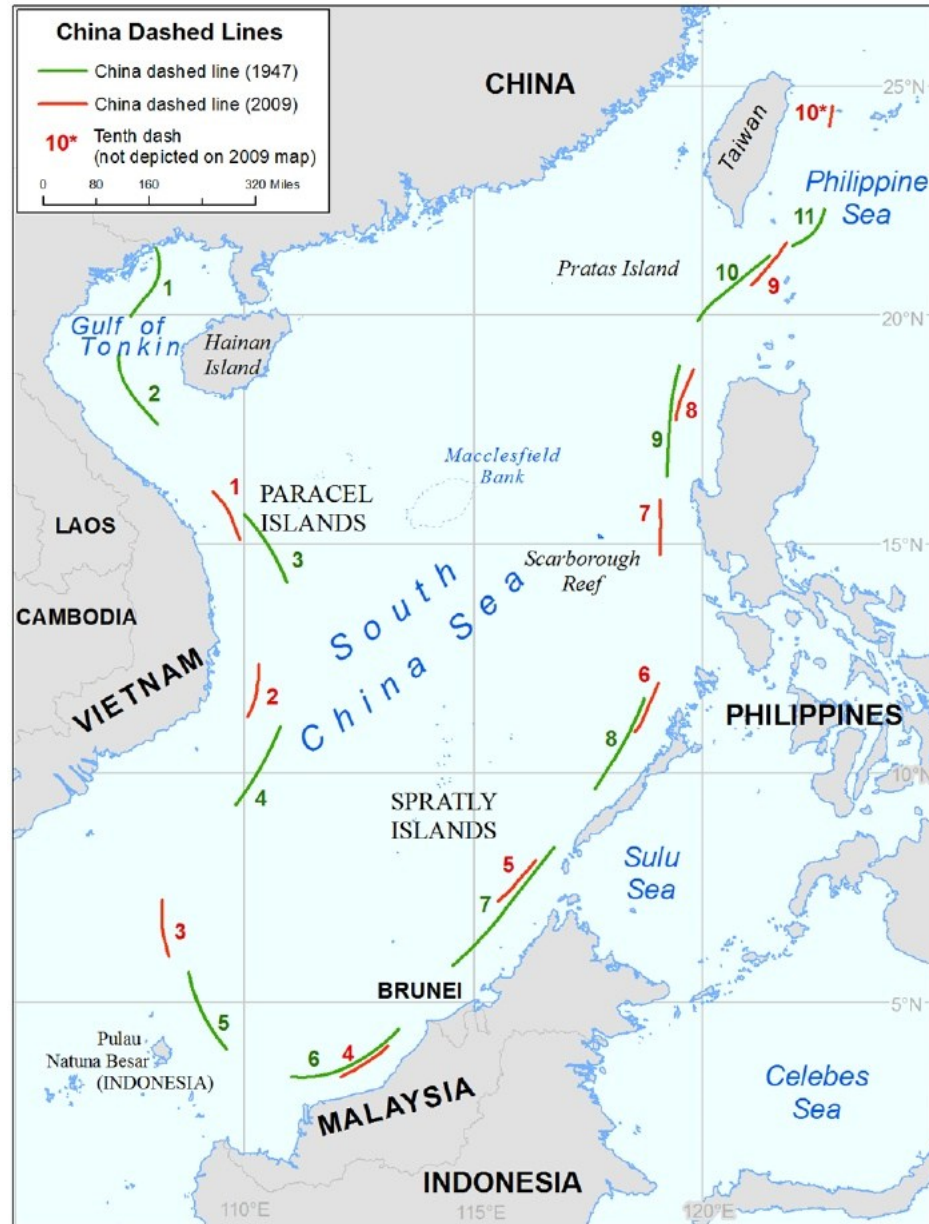 China Dashed Lines
China dashed line (1947)
China dashed line (2009)
10* Tenth dash
(not depicted on 2009 map)
0 80 160 320 Miles
CHINA
25°N
10*
Taiwan
Philippine
Sea
11
1
Pratas Island
10
9
20°N
Gulf of
Tonkin
Hainan
Island
2
8
9
Macclesfield
Bank
1
PARACEL
ISLANDS
7
LAOS
3
15°N
Scarborough
Reef
CAMBODIA
South
China Sea
VIETNAM
2
6
PHILIPPINES
8
4
10°N
SPRATLY
ISLANDS
Sulu
Sea
5
7
3
BRUNEI
5°N
5
Pulau
Natuna Besar
(INDONESIA)
6
4
MALAYSIA
Celebes
Sea
INDONESIA
110°E
115°E
120°E